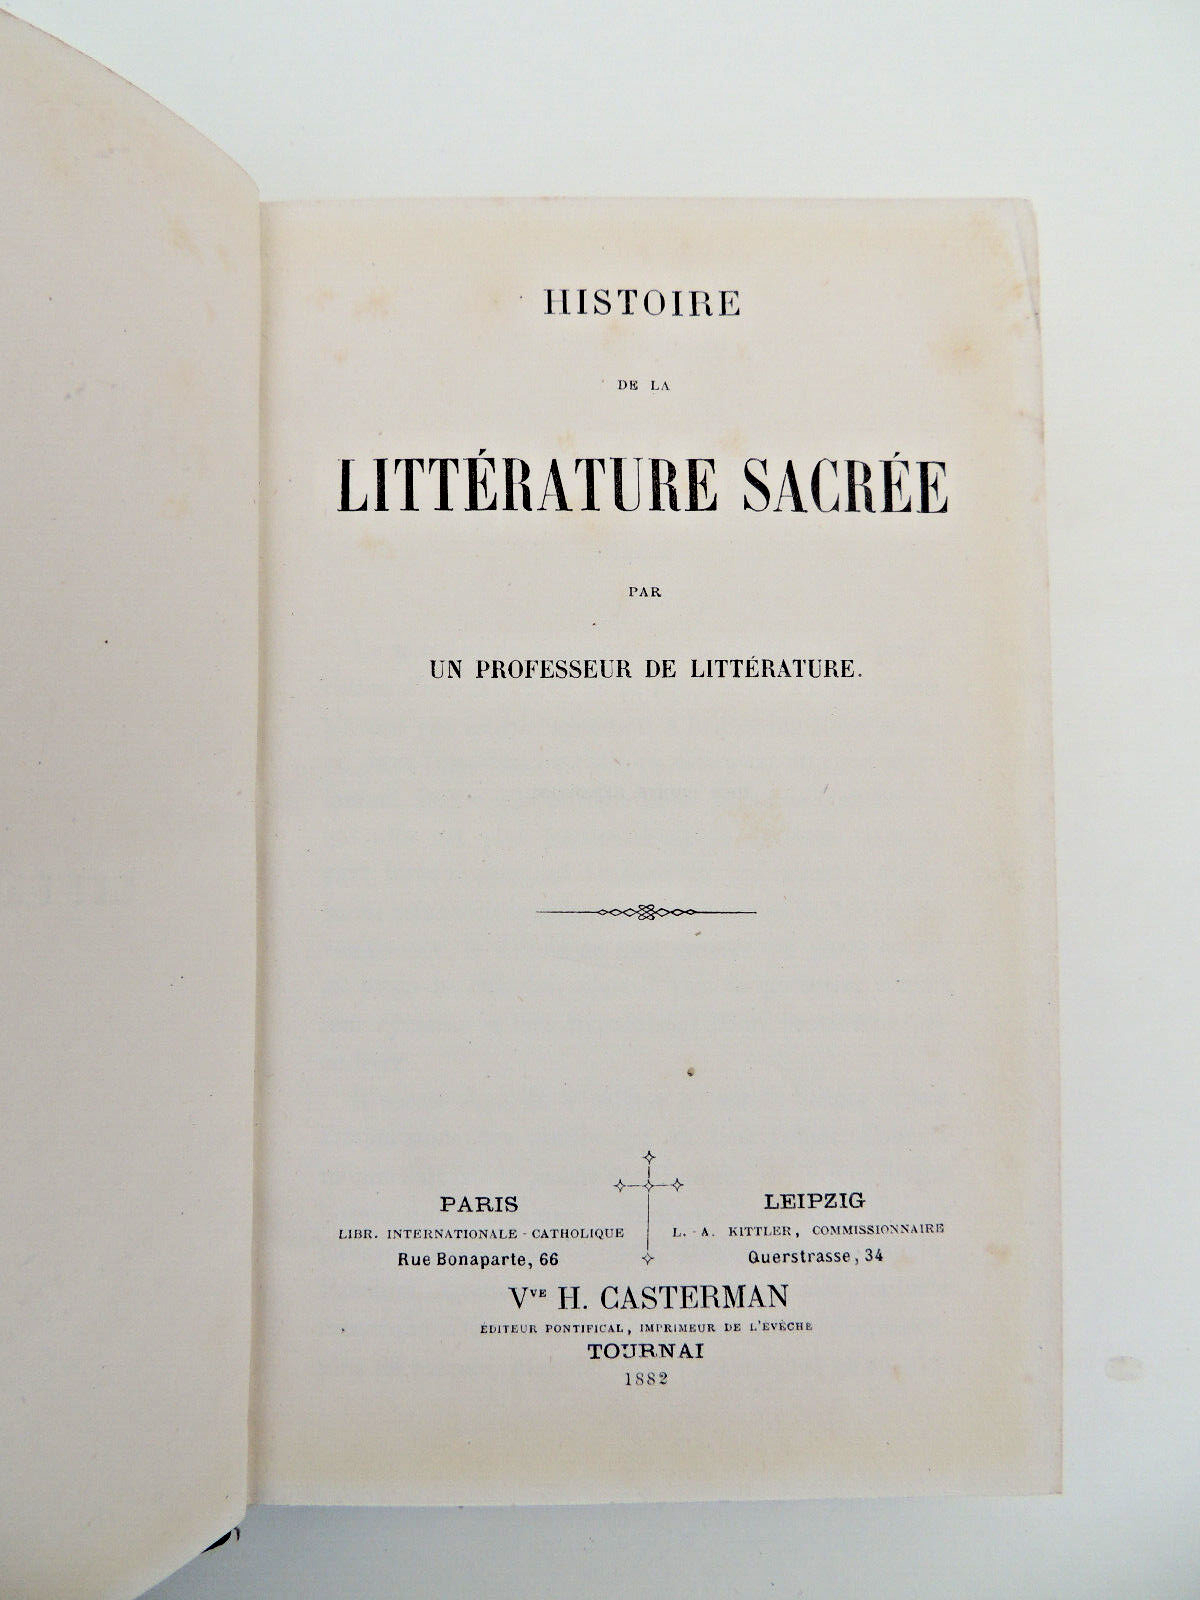 HISTOIRE
DE LA
LITTÉRATURE SACRÉE
PAR
UN PROFESSEUR DE LITTÉRATURE.
PARIS
LIBR. INTERNATIONALE-CATHOLIQUE
Rue Bonaparte, 66
LEIPZIG
L.-A. KITTLER, COMMISSIONNAIRE
Querstrasse, 34
Vve H. CASTERMAN
ÉDITEUR PONTIFICAL, IMPRIMEUR DE L'ÉVÊCHÉ
TOURNAI
1882